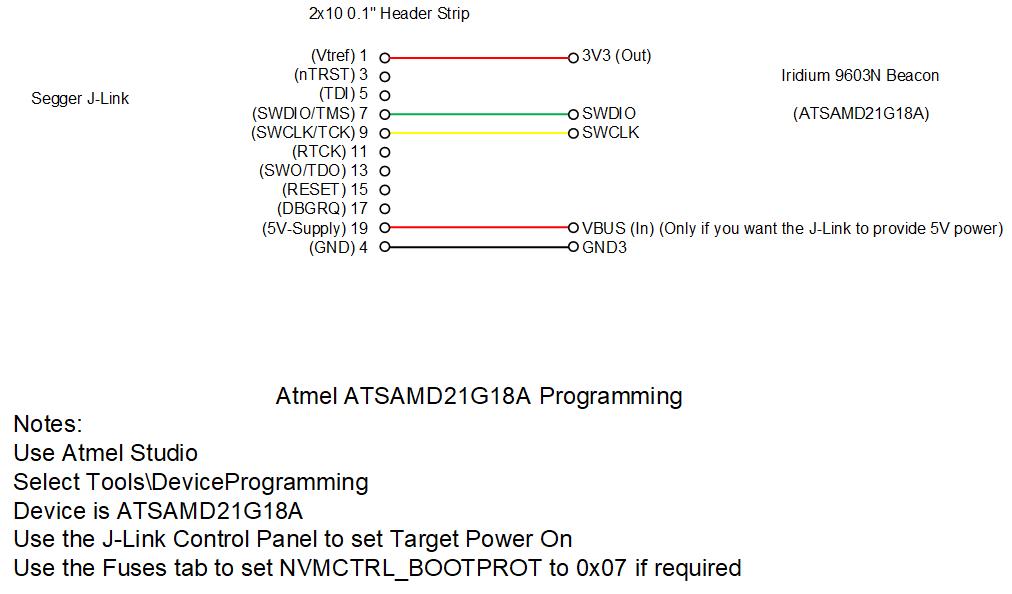 2x10 0.1" Header Strip
(Vtref) 1 3V3 (Out)
(nTRST) 3 Iridium 9603N Beacon
(TDI) 5
Segger J-Link
(SWDIO/TMS) 7 SWDIO (ATSAMD21G18A)
(SWCLK/TCK) 9 SWCLK
(RTCK) 11
(SWO/TDO) 13
(RESET) 15
(DBGRQ) 17
(5V-Supply) 19 VBUS (In) (Only if you want the J-Link to provide 5V power)
(GND) 4 GND3
Atmel ATSAMD21G18A Programming
Notes:
Use Atmel Studio
Select Tools\DeviceProgramming
Device is ATSAMD21G18A
Use the J-Link Control Panel to set Target Power On
Use the Fuses tab to set NVMCTRL_BOOTPROT to 0x07 if required